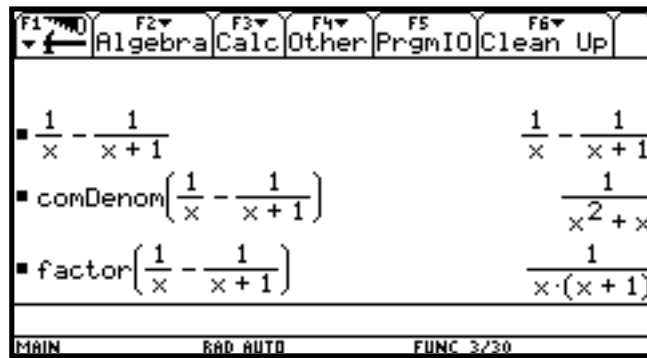 F1 F2 F3 F4 F5 F6
Algebra Calc Other PrgmIO Clean Up
■ 1/x - 1/(x + 1)    1/x - 1/(x + 1
■ comDenom(1/x - 1/(x + 1))    1/(x² + x
■ factor(1/x - 1/(x + 1))    1/(x·(x + 1)
MAIN RAD AUTO FUNC 3/30